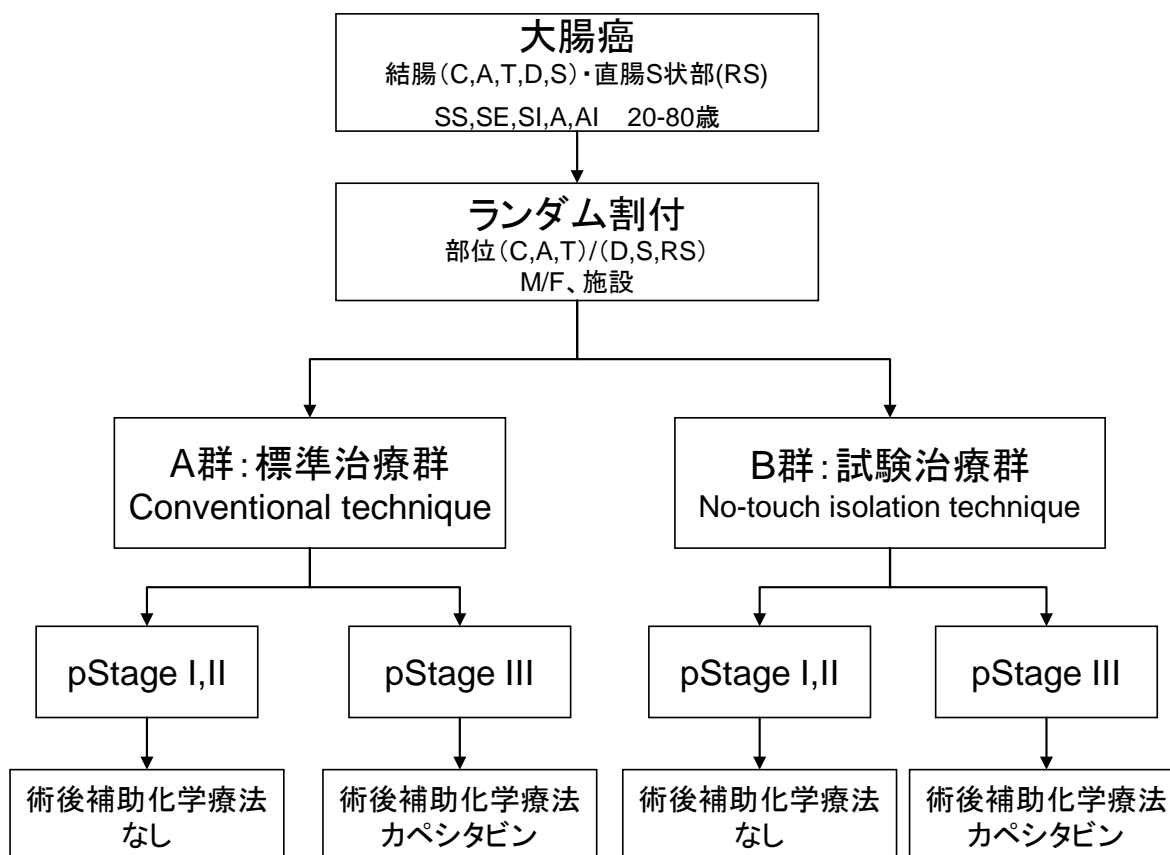 大腸癌
結腸(C,A,T,D,S)・直腸S状部(RS)
SS,SE,SI,A,AI 20-80歳
ランダム割付
部位(C,A,T)/(D,S,RS)
M/F、施設
A群:標準治療群
Conventional technique
B群:試験治療群
No-touch isolation technique
pStage I,II
pStage III
pStage I,II
pStage III
術後補助化学療法
なし
術後補助化学療法
カペシタビン
術後補助化学療法
なし
術後補助化学療法
カペシタビン